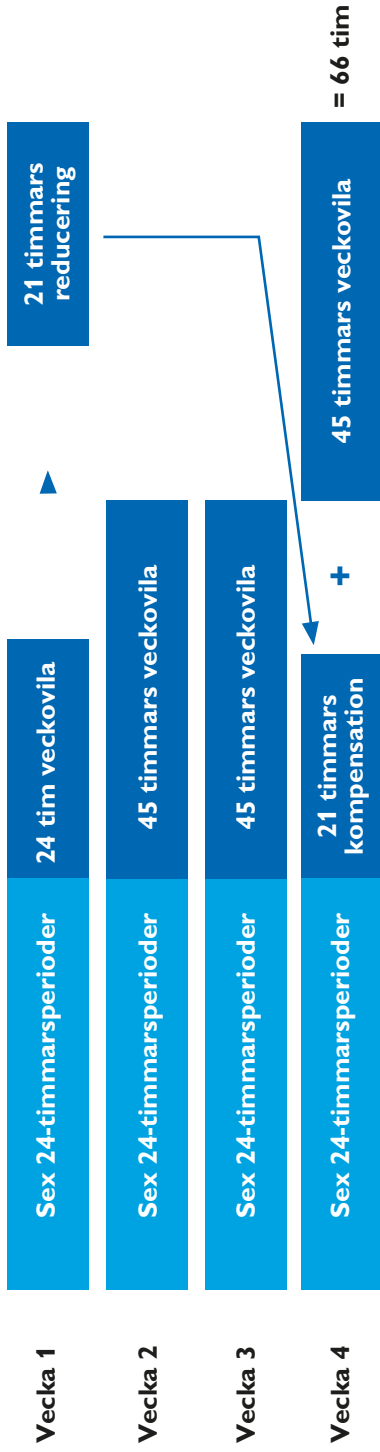 Vecka 1
Sex 24-timmarsperioder
24 tim veckovila
21 timmars
reducering
Vecka 2
Sex 24-timmarsperioder
45 timmars veckovila
Vecka 3
Sex 24-timmarsperioder
45 timmars veckovila
Vecka 4
Sex 24-timmarsperioder
21 timmars
kompensation
+
45 timmars veckovila
= 66 tim